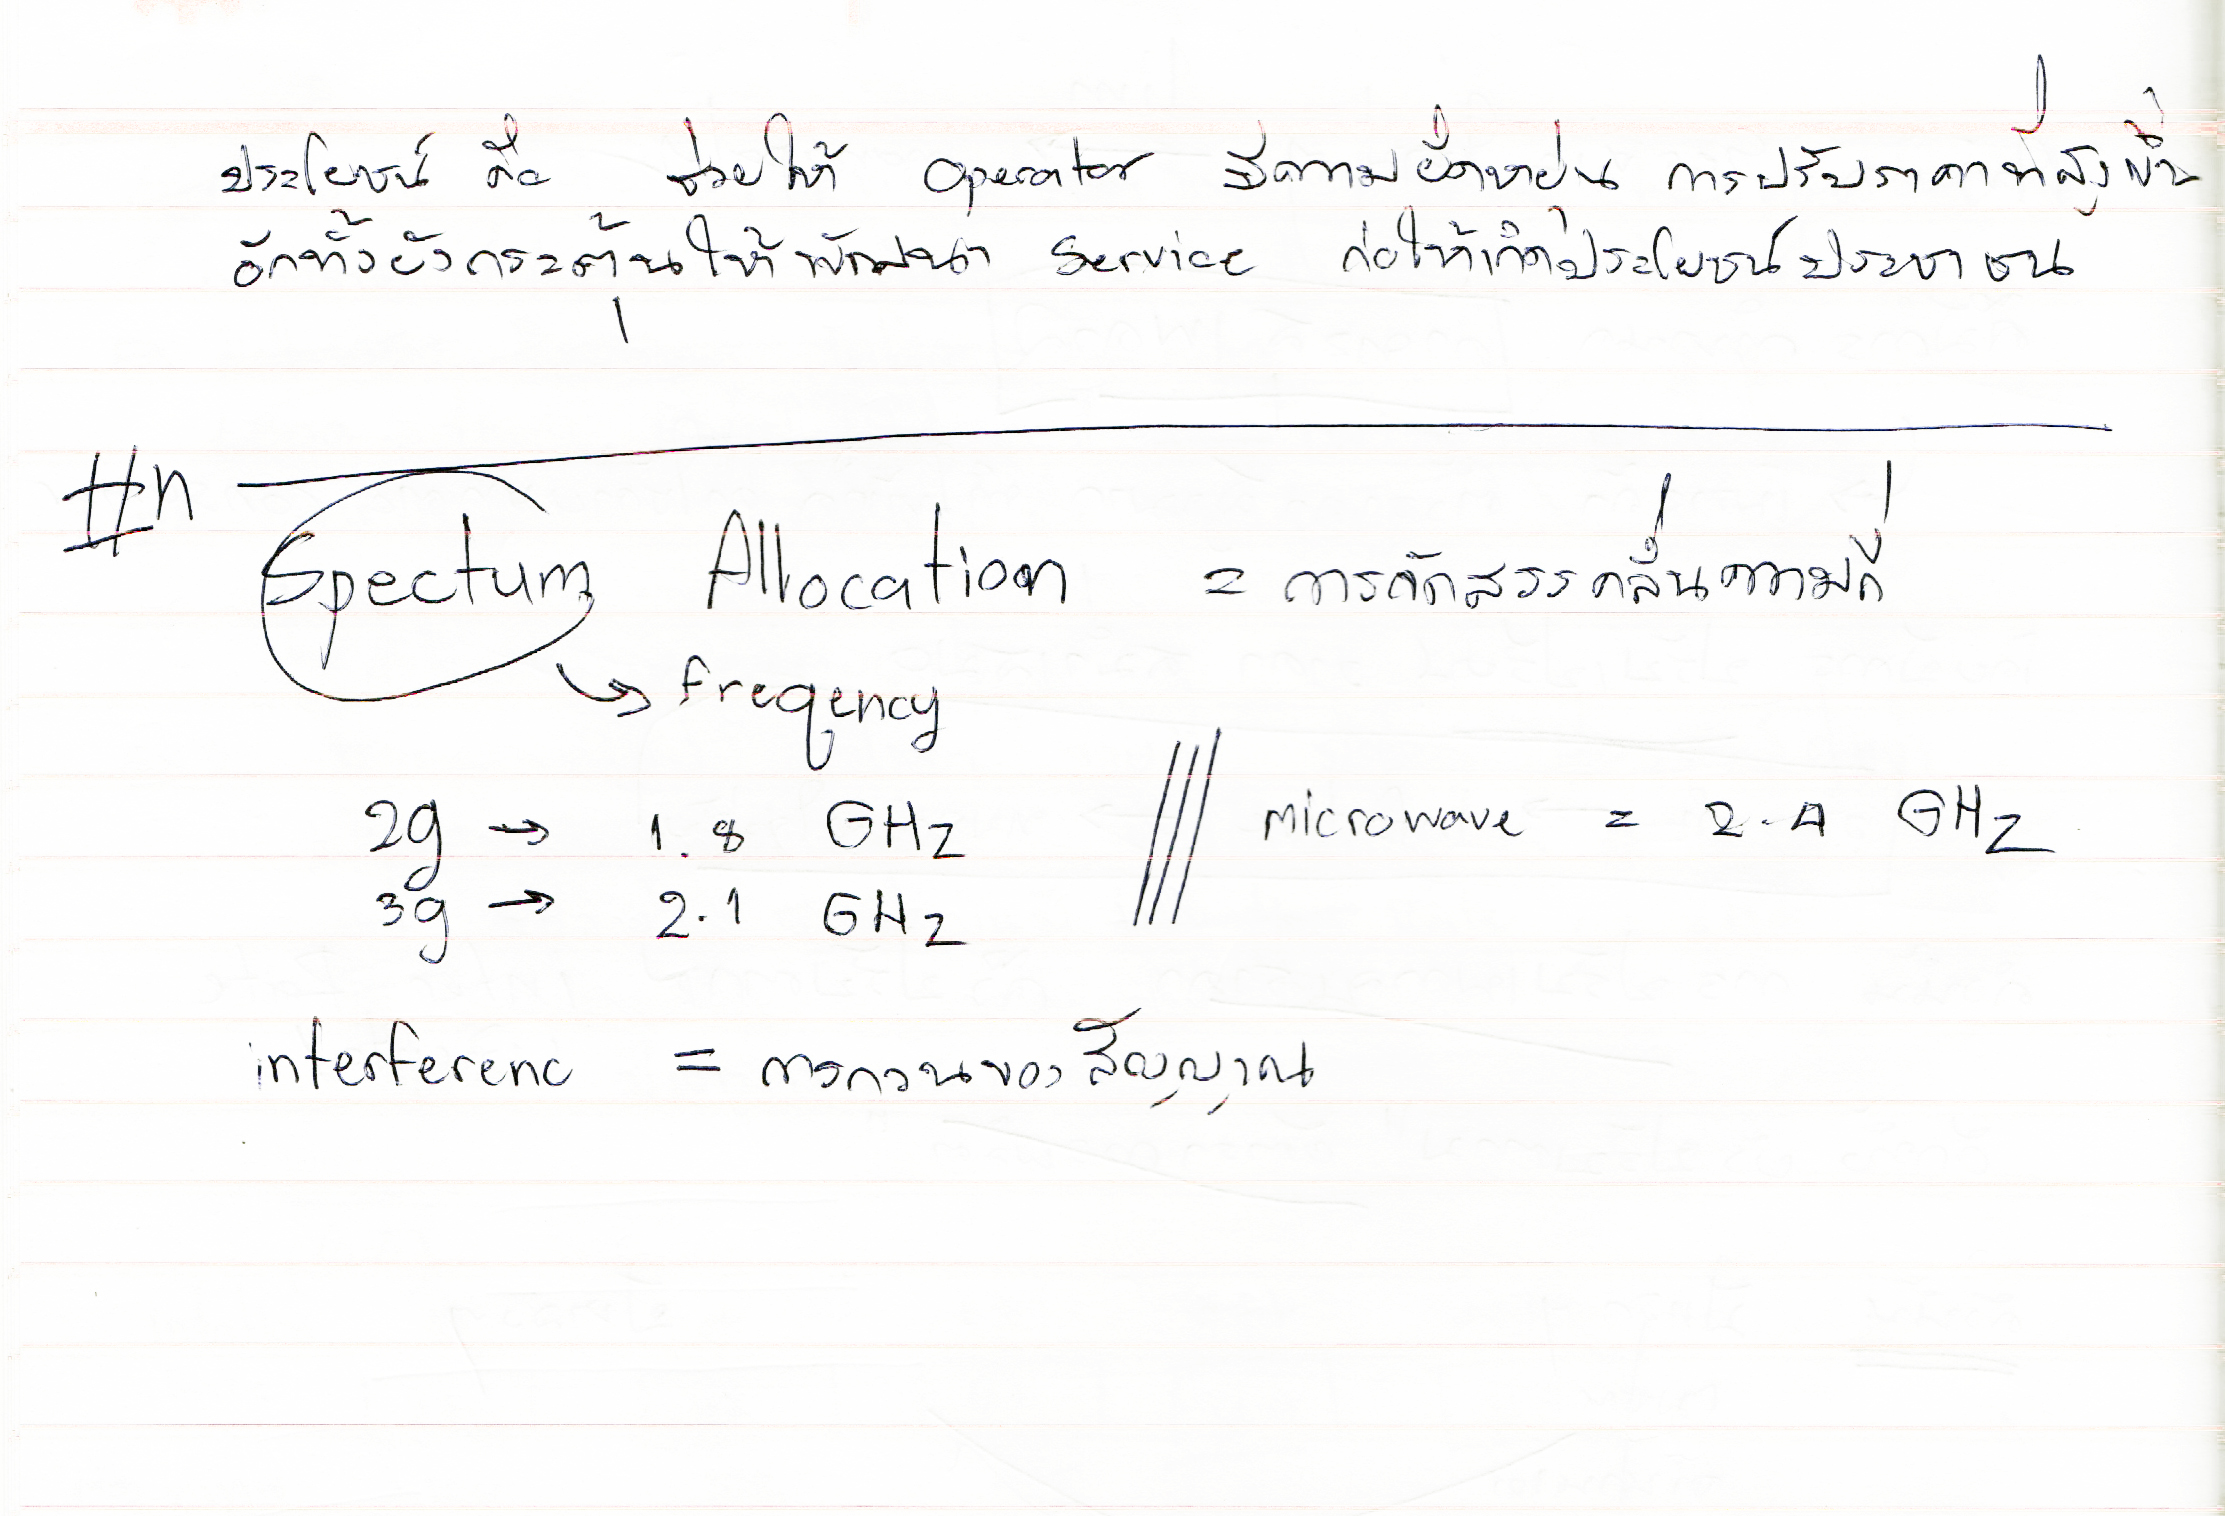 ประโยชน์ คือ ช่วยให้ operator มีความยืดหยุ่น การปรับราคาที่สูงขึ้น
อีกทั้งยังกระตุ้นให้พัฒนา Service ก่อให้เกิดประโยชน์ประชาชน
#n
Spectum Allocation = การจัดสรรคลื่นความถี่
↳ freqency
2g → 1.8 GHz /// microwave = 2.4 GHz
3g → 2.1 GHz
interferenc = การกวนของสัญญาณ